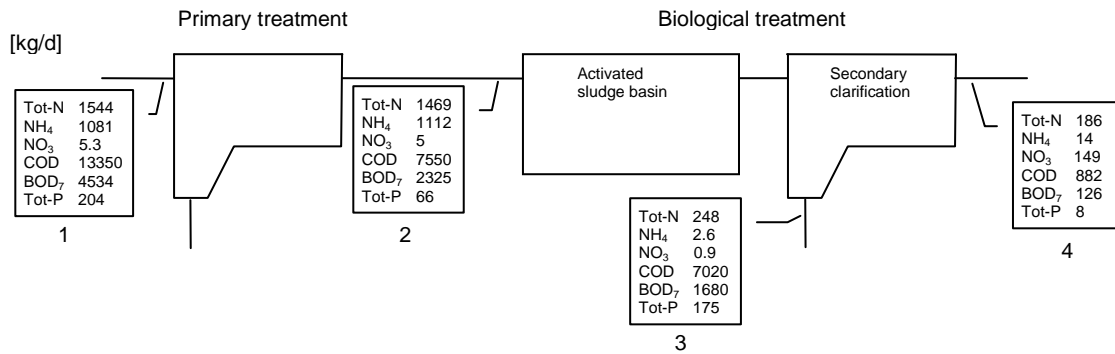 Primary treatment
Biological treatment
[kg/d]
Activated
sludge basin
Secondary
clarification
Tot-N 1544
NH₄ 1081
NO₃ 5.3
COD 13350
BOD₇ 4534
Tot-P 204
1
Tot-N 1469
NH₄ 1112
NO₃ 5
COD 7550
BOD₇ 2325
Tot-P 66
2
Tot-N 248
NH₄ 2.6
NO₃ 0.9
COD 7020
BOD₇ 1680
Tot-P 175
3
Tot-N 186
NH₄ 14
NO₃ 149
COD 882
BOD₇ 126
Tot-P 8
4